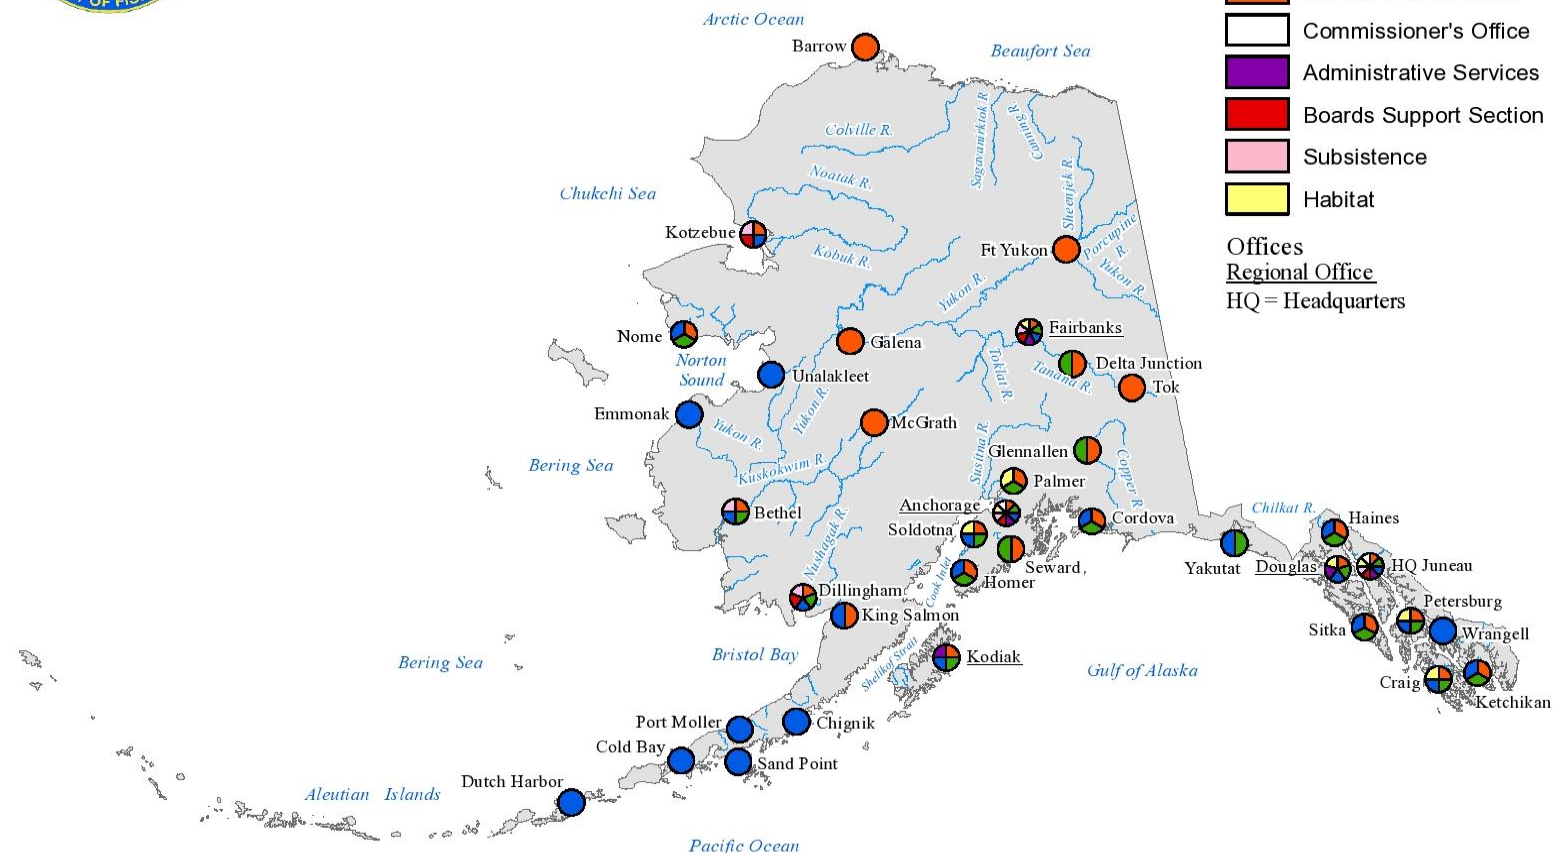 OF FIS
Arctic Ocean
Barrow
Beaufort Sea
Commissioner's Office
Administrative Services
Boards Support Section
Subsistence
Habitat
Offices
Regional Office
HQ = Headquarters
Colville R.
Sagavanirktok R.
Canning R.
Noatak R.
Sheenjek R.
Chukchi Sea
Kotzebue
Kobuk R.
Ft Yukon
Porcupine
R.
Yukon R.
Yukon R.
Nome
Norton
Sound
Galena
Fairbanks
Unalakleet
Toklat R.
Delta Junction
Tanana R.
Tok
Emmonak
Yukon R.
Yukon R.
McGrath
Bering Sea
Kuskokwim R.
Susitna R.
Glennallen
Copper R
Palmer
Bethel
Nushagak R.
Anchorage
Soldotna
Cordova
Chilkat R.
Haines
Seward,
Homer
Cook Inlet
Yakutat
Douglas
HQ Juneau
Dillingham
King Salmon
Petersburg
Sitka
Wrangell
Bering Sea
Bristol Bay
Shelikof Strait
Kodiak
Gulf of Alaska
Craig
Ketchikan
Port Moller
Chignik
Cold Bay
Sand Point
Dutch Harbor
Aleutian Islands
Pacific Ocean